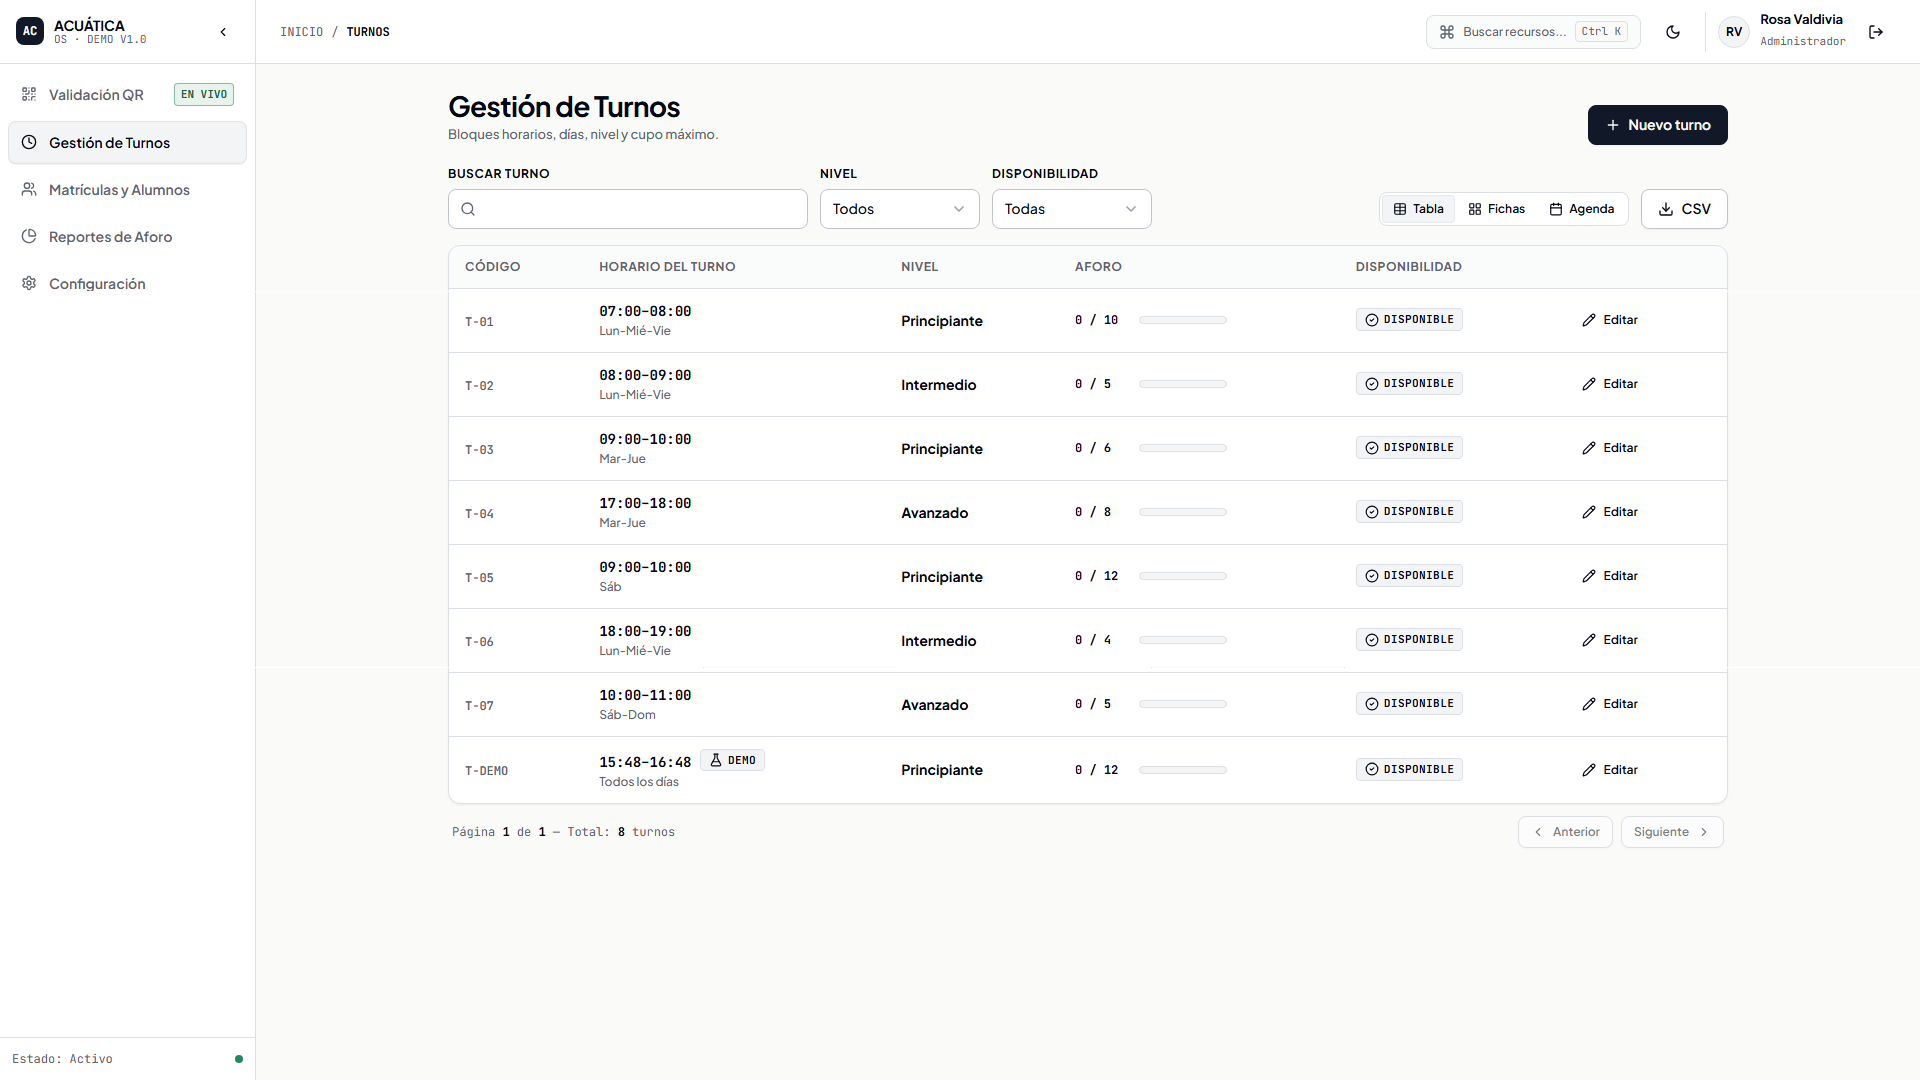 AC
ACUÁTICA
OS · DEMO V1.0
INICIO / TURNOS
Buscar recursos...
Ctrl K
RV
Rosa Valdivia
Administrador
Validación QR
EN VIVO
Gestión de Turnos
Matrículas y Alumnos
Reportes de Aforo
Configuración
Estado: Activo
Gestión de Turnos
Bloques horarios, días, nivel y cupo máximo.
+ Nuevo turno
BUSCAR TURNO
NIVEL
DISPONIBILIDAD
Todos
Todas
Tabla
Fichas
Agenda
CSV
CÓDIGO HORARIO DEL TURNO NIVEL AFORO DISPONIBILIDAD
T-01 07:00–08:00 Principiante 0 / 10 DISPONIBLE Editar
Lun-Mié-Vie
T-02 08:00–09:00 Intermedio 0 / 5 DISPONIBLE Editar
Lun-Mié-Vie
T-03 09:00–10:00 Principiante 0 / 6 DISPONIBLE Editar
Mar-Jue
T-04 17:00–18:00 Avanzado 0 / 8 DISPONIBLE Editar
Mar-Jue
T-05 09:00–10:00 Principiante 0 / 12 DISPONIBLE Editar
Sáb
T-06 18:00–19:00 Intermedio 0 / 4 DISPONIBLE Editar
Lun-Mié-Vie
T-07 10:00–11:00 Avanzado 0 / 5 DISPONIBLE Editar
Sáb-Dom
T-DEMO 15:48–16:48 DEMO Principiante 0 / 12 DISPONIBLE Editar
Todos los días
Página 1 de 1 — Total: 8 turnos
Anterior
Siguiente